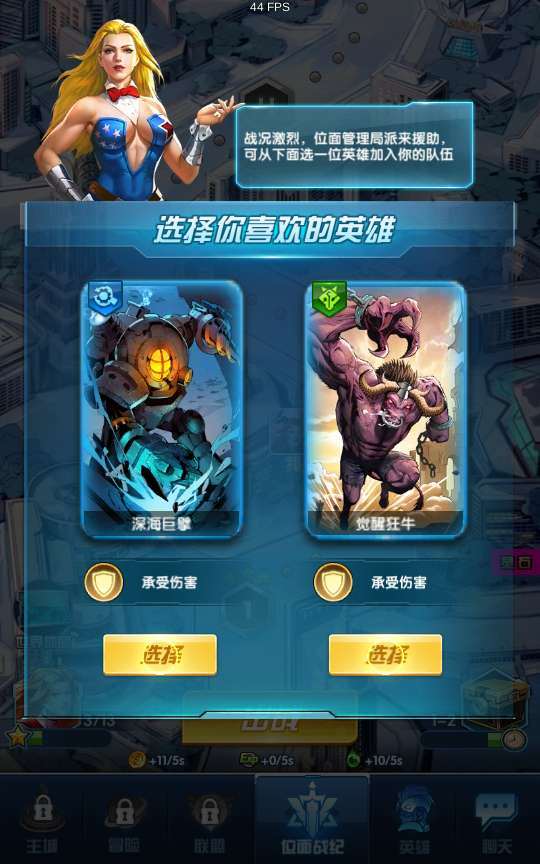 44 FPS
战况激烈，位面管理局派来援助，
可从下面选一位英雄加入你的队伍
选择你喜欢的英雄
深海巨擘
觉醒狂牛
承受伤害
承受伤害
选择
选择
3/13
1-2
出战
+11/5s
Exp +0/5s
+10/5s
主城
冒险
联盟
位面战纪
英雄
聊天